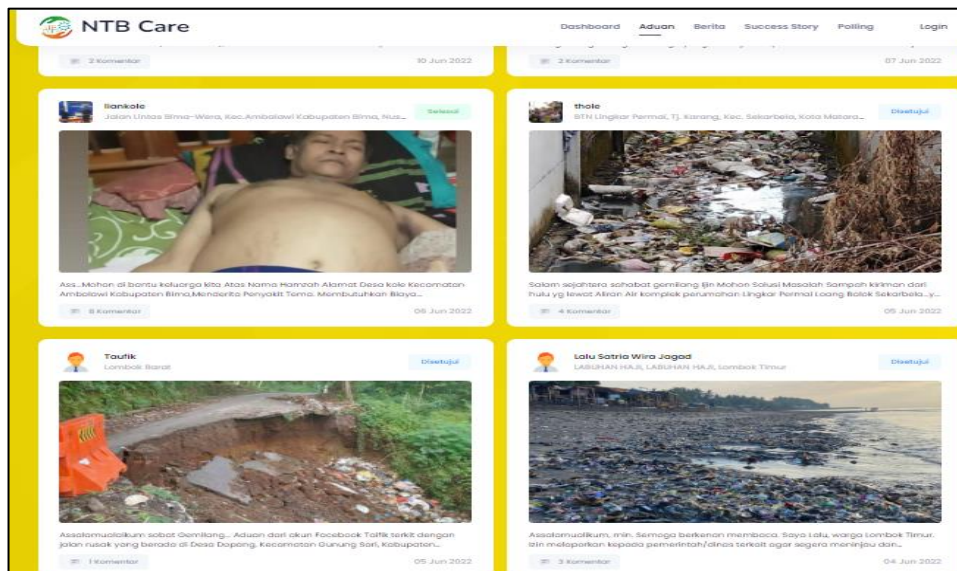 NTB Care
Dashboard Aduan Berita Success Story Polling Login
2 Komentar 10 Jun 2022
2 Komentar 07 Jun 2022
liankole
Jalan Lintas Bima-Wera, Kec.Ambalawi Kabupaten Bima, Nus...
Selesai
Ass..Mohon di bantu keluarga kita Atas Nama Hamzah Alamat Desa kole Kecamatan
Ambalawi Kabupaten Bima,Menderita Penyakit Tema. Membutuhkan Biaya...
8 Komentar 06 Jun 2022
thole
BTN Lingkar Permai, Tj. Karang, Kec. Sekarbela, Kota Matara...
Disetujui
Salam sejahtera sahabat gemilang Ijin Mohon Solusi Masalah Sampah kiriman dari
hulu yg lewat Aliran Air komplek perumahan Lingkar Permai Loang Balok Sekarbela..y...
4 Komentar 05 Jun 2022
Taufik
Lombok Barat
Disetujui
Assalamualaikum sobat Gemilang... Aduan dari akun Facebook Taifik terkit dengan
jalan rusak yang berada di Desa Dopang, Kecamatan Gunung Sari, Kabupaten...
1 Komentar 05 Jun 2022
Lalu Satria Wira Jagad
LABUHAN HAJI, LABUHAN HAJI, Lombok Timur
Disetujui
Assalamualikum, min. Semoga berkenan membaca. Saya Lalu, warga Lombok Timur.
Izin melaporkan kepada pemerintah/dinas terkait agar segera meninjau dan...
3 Komentar 04 Jun 2022